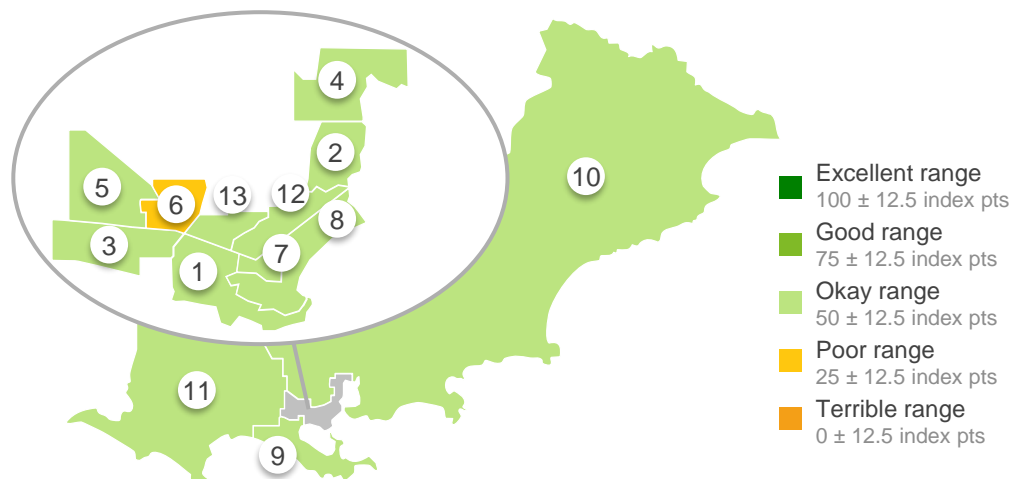 4
2
5
6
13
12
10
8
3
7
1
11
9
Excellent range
100 ± 12.5 index pts
Good range
75 ± 12.5 index pts
Okay range
50 ± 12.5 index pts
Poor range
25 ± 12.5 index pts
Terrible range
0 ± 12.5 index pts